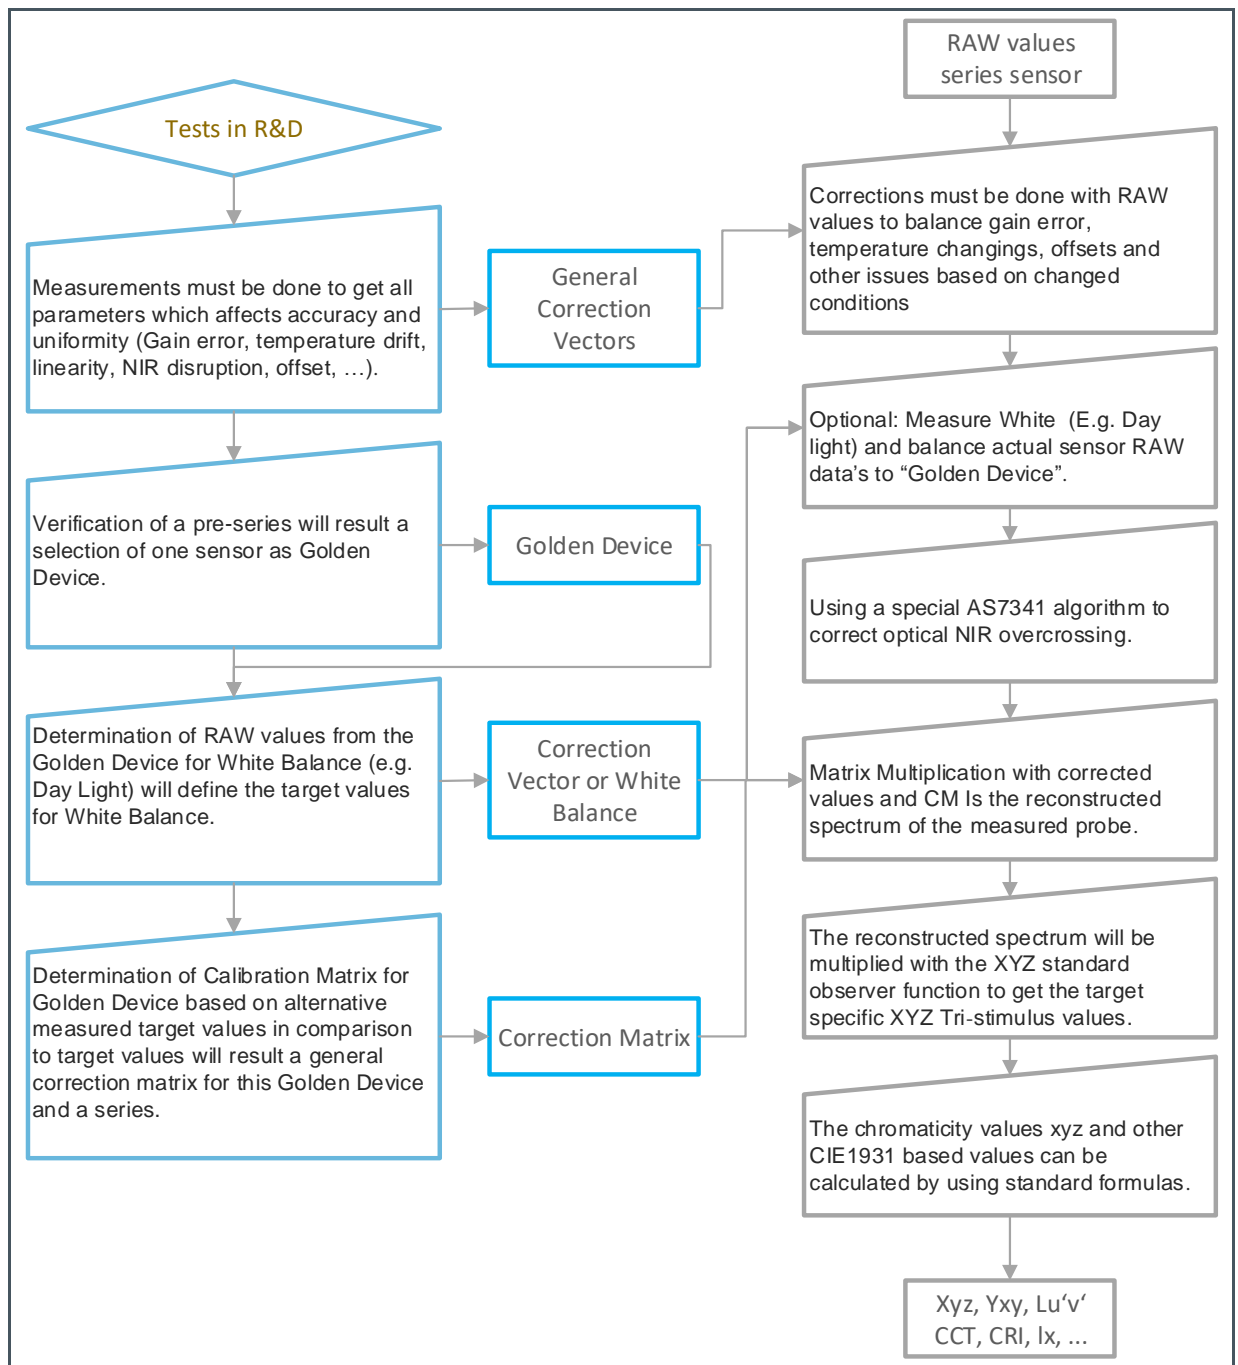 Tests in R&D
Measurements must be done to get all
parameters which affects accuracy and
uniformity (Gain error, temperature drift,
linearity, NIR disruption, offset, …).
General
Correction
Vectors
Verification of a pre-series will result a
selection of one sensor as Golden
Device.
Golden Device
Determination of RAW values from the
Golden Device for White Balance (e.g.
Day Light) will define the target values
for White Balance.
Correction
Vector or White
Balance
Determination of Calibration Matrix for
Golden Device based on alternative
measured target values in comparison
to target values will result a general
correction matrix for this Golden Device
and a series.
Correction Matrix
RAW values
series sensor
Corrections must be done with RAW
values to balance gain error,
temperature changings, offsets and
other issues based on changed
conditions
Optional: Measure White  (E.g. Day
light) and balance actual sensor RAW
data’s to “Golden Device”.
Using a special AS7341 algorithm to
correct optical NIR overcrossing.
Matrix Multiplication with corrected
values and CM Is the reconstructed
spectrum of the measured probe.
The reconstructed spectrum will be
multiplied with the XYZ standard
observer function to get the target
specific XYZ Tri-stimulus values.
The chromaticity values xyz and other
CIE1931 based values can be
calculated by using standard formulas.
Xyz, Yxy, Lu‘v‘
CCT, CRI, lx, ...